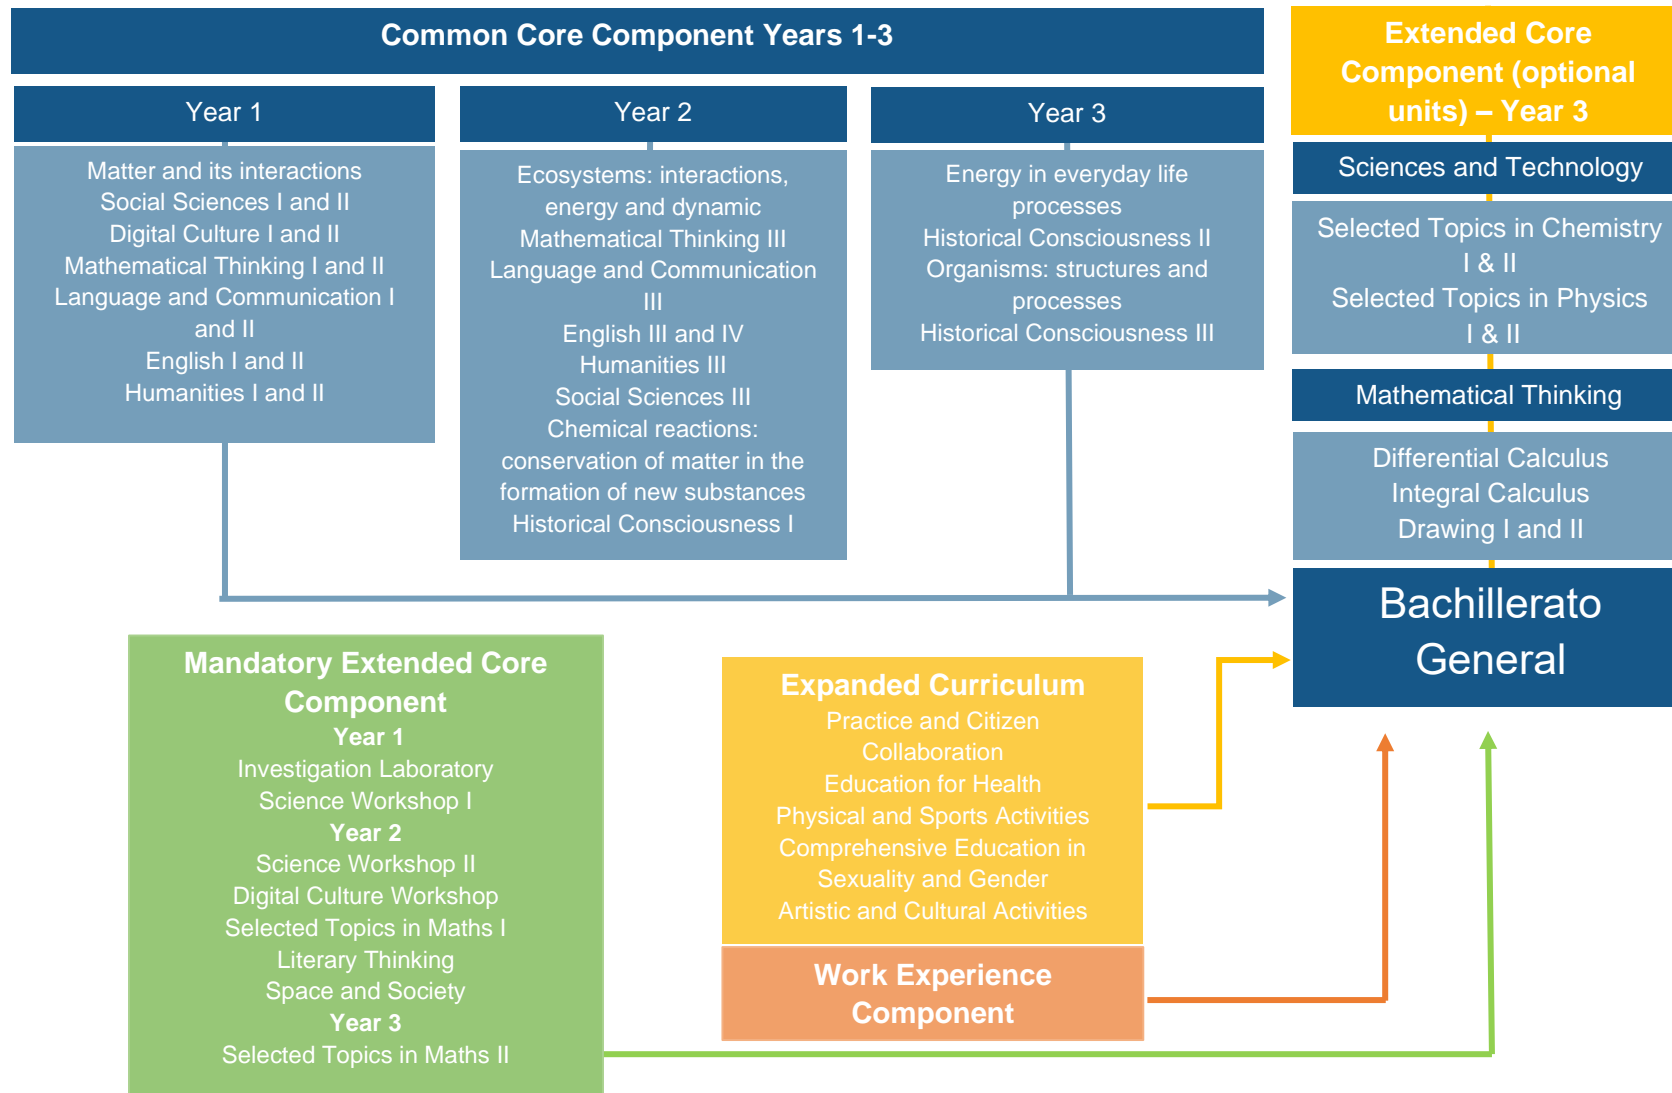 Common Core Component Years 1-3
Year 1
Matter and its interactions
Social Sciences I and II
Digital Culture I and II
Mathematical Thinking I and II
Language and Communication I
and II
English I and II
Humanities I and II
Year 2
Ecosystems: interactions,
energy and dynamic
Mathematical Thinking III
Language and Communication
III
English III and IV
Humanities III
Social Sciences III
Chemical reactions:
conservation of matter in the
formation of new substances
Historical Consciousness I
Year 3
Energy in everyday life
processes
Historical Consciousness II
Organisms: structures and
processes
Historical Consciousness III
Extended Core
Component (optional
units) – Year 3
Sciences and Technology
Selected Topics in Chemistry
I & II
Selected Topics in Physics
I & II
Mathematical Thinking
Differential Calculus
Integral Calculus
Drawing I and II
Bachillerato
General
Mandatory Extended Core
Component
Year 1
Investigation Laboratory
Science Workshop I
Year 2
Science Workshop II
Digital Culture Workshop
Selected Topics in Maths I
Literary Thinking
Space and Society
Year 3
Selected Topics in Maths II
Expanded Curriculum
Practice and Citizen
Collaboration
Education for Health
Physical and Sports Activities
Comprehensive Education in
Sexuality and Gender
Artistic and Cultural Activities
Work Experience
Component